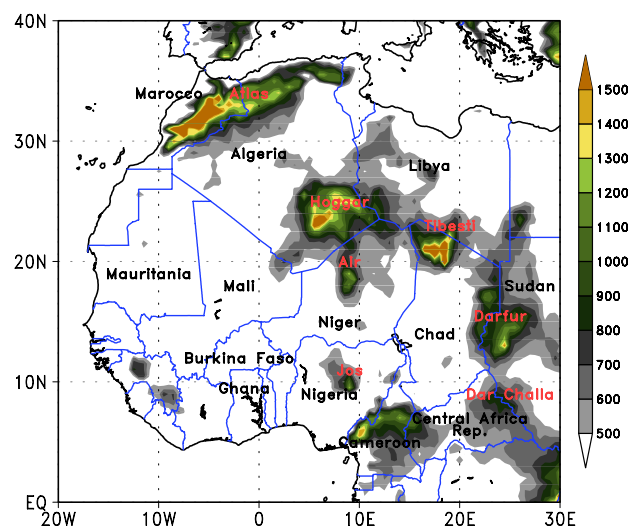 40N
30N
20N
10N
EQ
20W
10W
0
10E
20E
30E
Marocco
Atlas
Algeria
Libya
Hoggar
Tibesti
Air
Mauritania
Mali
Sudan
Niger
Darfur
Chad
Burkina Faso
Jos
Ghana
Nigeria
Dar Challa
Central Africa
Rep.
Cameroon
1500
1400
1300
1200
1100
1000
900
800
700
600
500